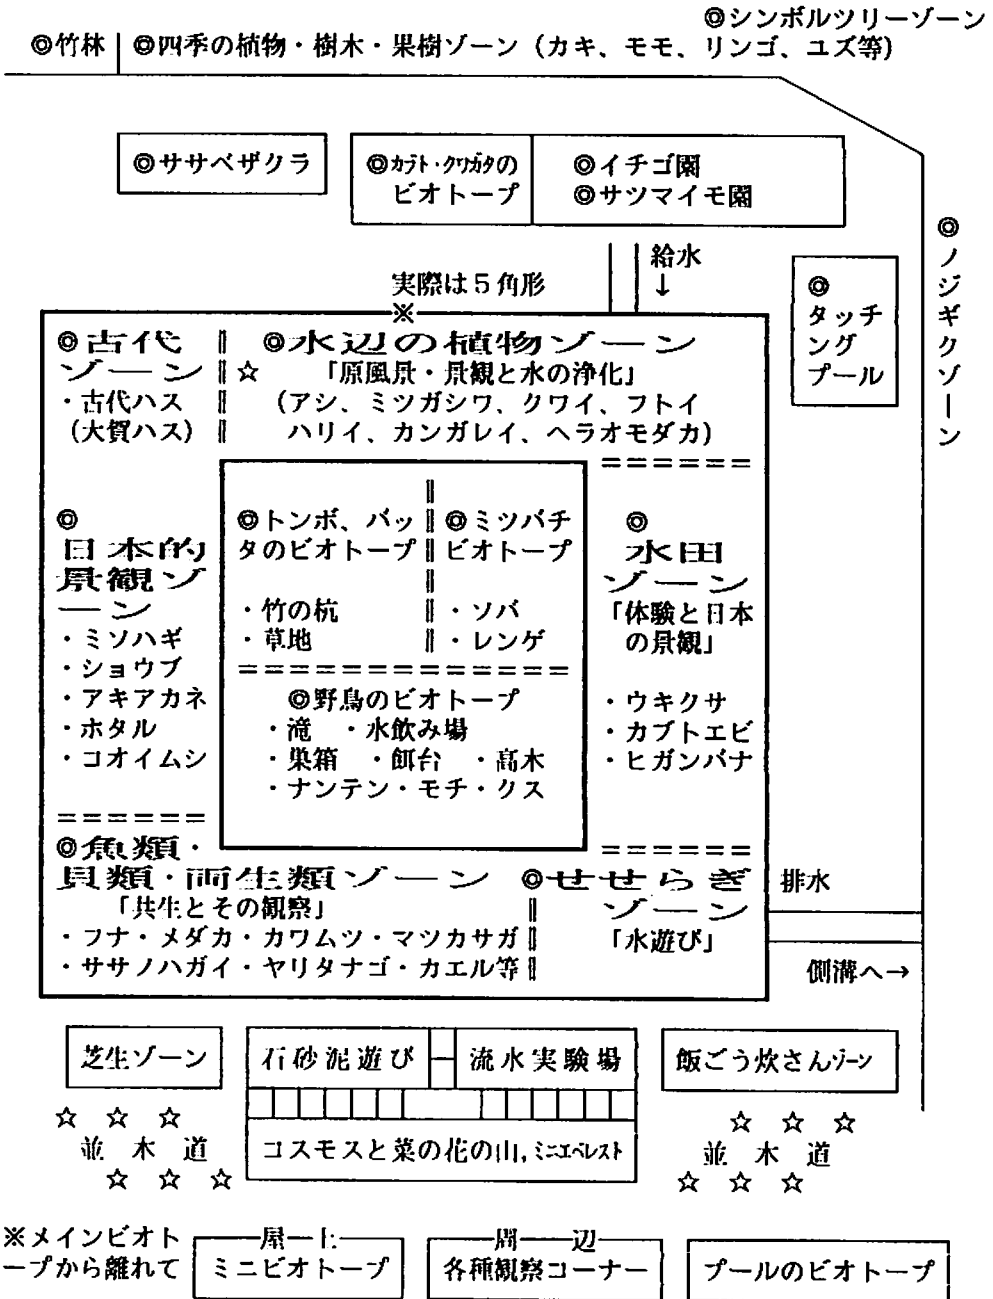 ◎シンボルツリーゾーン
◎竹林｜◎四季の植物・樹木・果樹ゾーン（カキ、モモ、リンゴ、ユズ等）
◎ササベザクラ
◎カブト・クワガタの
ビオトープ
◎イチゴ園
◎サツマイモ園
◎ノジギクゾーン
給水
↓
実際は５角形
※
◎
タッチ
ング
プール
◎古代
ゾーン
・古代ハス
（大賀ハス）
◎水辺の植物ゾーン
☆　「原風景・景観と水の浄化」
（アシ、ミツガシワ、クワイ、フトイ
ハリイ、カンガレイ、ヘラオモダカ）
======
◎
日本的
景観ゾ
ーン
・ミソハギ
・ショウブ
・アキアカネ
・ホタル
・コオイムシ
======
◎トンボ、バッ
タのビオトープ
・竹の杭
・草地
◎ミツバチ
ビオトープ
・ソバ
・レンゲ
=============
◎野鳥のビオトープ
・滝　・水飲み場
・巣箱　・餌台　・高木
・ナンテン・モチ・クス
◎
水田
ゾーン
「体験と日本
の景観」
・ウキクサ
・カブトエビ
・ヒガンバナ
======
◎魚類・
貝類・両生類ゾーン
「共生とその観察」
・フナ・メダカ・カワムツ・マツカサガ
・ササノハガイ・ヤリタナゴ・カエル等
◎せせらぎ
ゾーン
「水遊び」
排水
側溝へ→
芝生ゾーン
石砂泥遊び
流水実験場
飯ごう炊さんゾーン
☆　☆　☆
並　木　道
☆　☆　☆
コスモスと菜の花の山，ミニエベレスト
☆　☆　☆
並　木　道
☆　☆　☆
※メインビオト
ープから離れて
屋上
ミニビオトープ
周辺
各種観察コーナー
プールのビオトープ